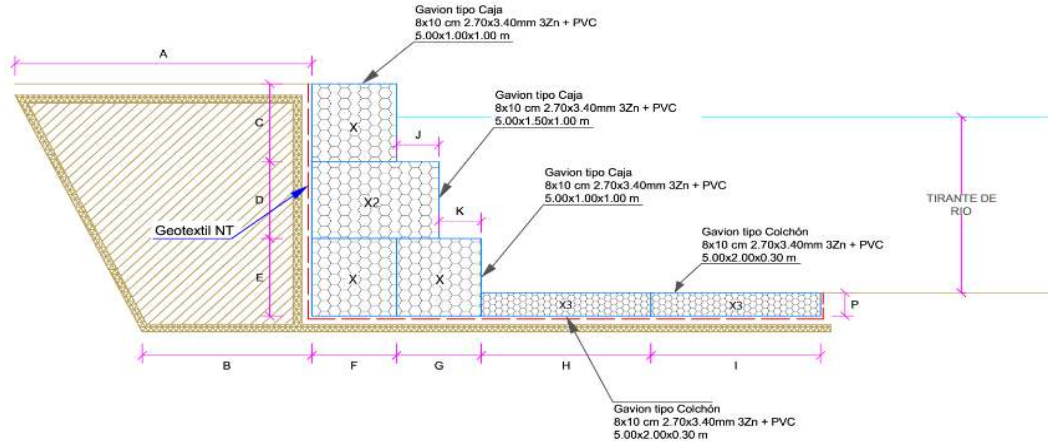 Gavion tipo Caja
8x10 cm 2.70x3.40mm 3Zn + PVC
5.00x1.00x1.00 m
A
Gavion tipo Caja
8x10 cm 2.70x3.40mm 3Zn + PVC
5.00x1.50x1.00 m
C
X
J
Gavion tipo Caja
8x10 cm 2.70x3.40mm 3Zn + PVC
5.00x1.00x1.00 m
K
D
X2
TIRANTE DE
RIO
Geotextil NT
Gavion tipo Colchón
8x10 cm 2.70x3.40mm 3Zn + PVC
5.00x2.00x0.30 m
E
X
X
X3
X3
P
B
F
G
H
I
Gavion tipo Colchón
8x10 cm 2.70x3.40mm 3Zn + PVC
5.00x2.00x0.30 m